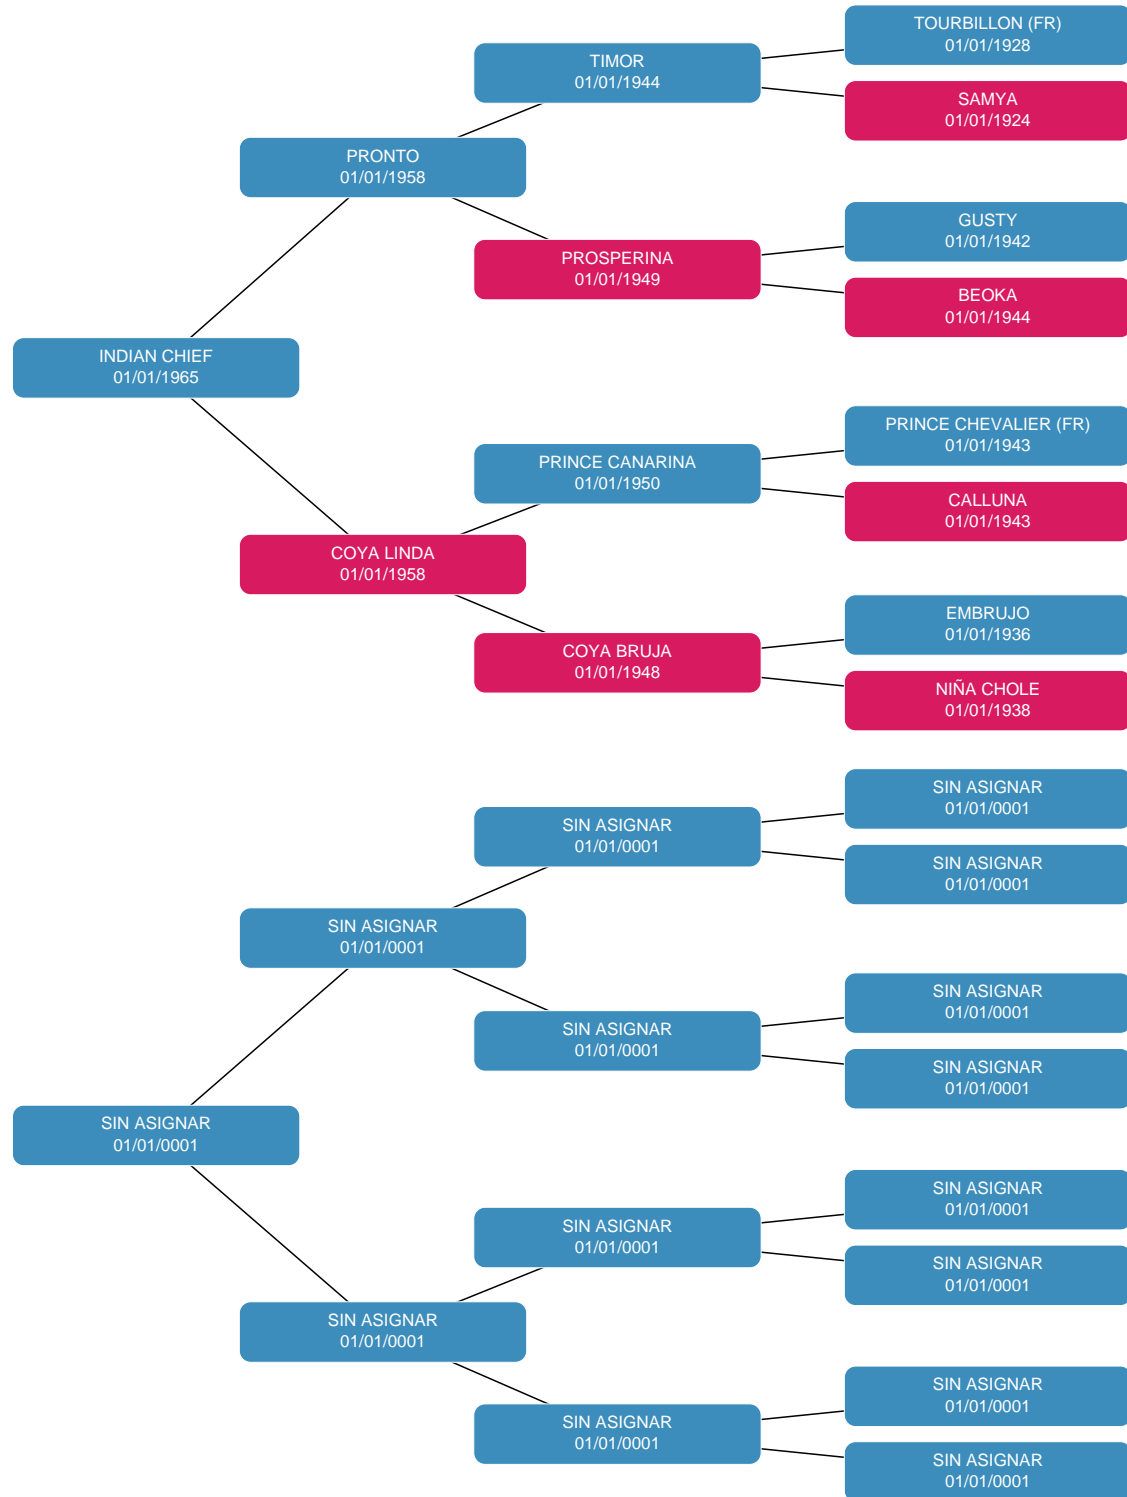 TOURBILLON (FR)
01/01/1928
TIMOR
01/01/1944
SAMYA
01/01/1924
PRONTO
01/01/1958
GUSTY
01/01/1942
PROSPERINA
01/01/1949
BEOKA
01/01/1944
INDIAN CHIEF
01/01/1965
PRINCE CHEVALIER (FR)
01/01/1943
PRINCE CANARINA
01/01/1950
CALLUNA
01/01/1943
COYA LINDA
01/01/1958
EMBRUJO
01/01/1936
COYA BRUJA
01/01/1948
NIÑA CHOLE
01/01/1938
SIN ASIGNAR
01/01/0001
SIN ASIGNAR
01/01/0001
SIN ASIGNAR
01/01/0001
SIN ASIGNAR
01/01/0001
SIN ASIGNAR
01/01/0001
SIN ASIGNAR
01/01/0001
SIN ASIGNAR
01/01/0001
SIN ASIGNAR
01/01/0001
SIN ASIGNAR
01/01/0001
SIN ASIGNAR
01/01/0001
SIN ASIGNAR
01/01/0001
SIN ASIGNAR
01/01/0001
SIN ASIGNAR
01/01/0001
SIN ASIGNAR
01/01/0001
SIN ASIGNAR
01/01/0001